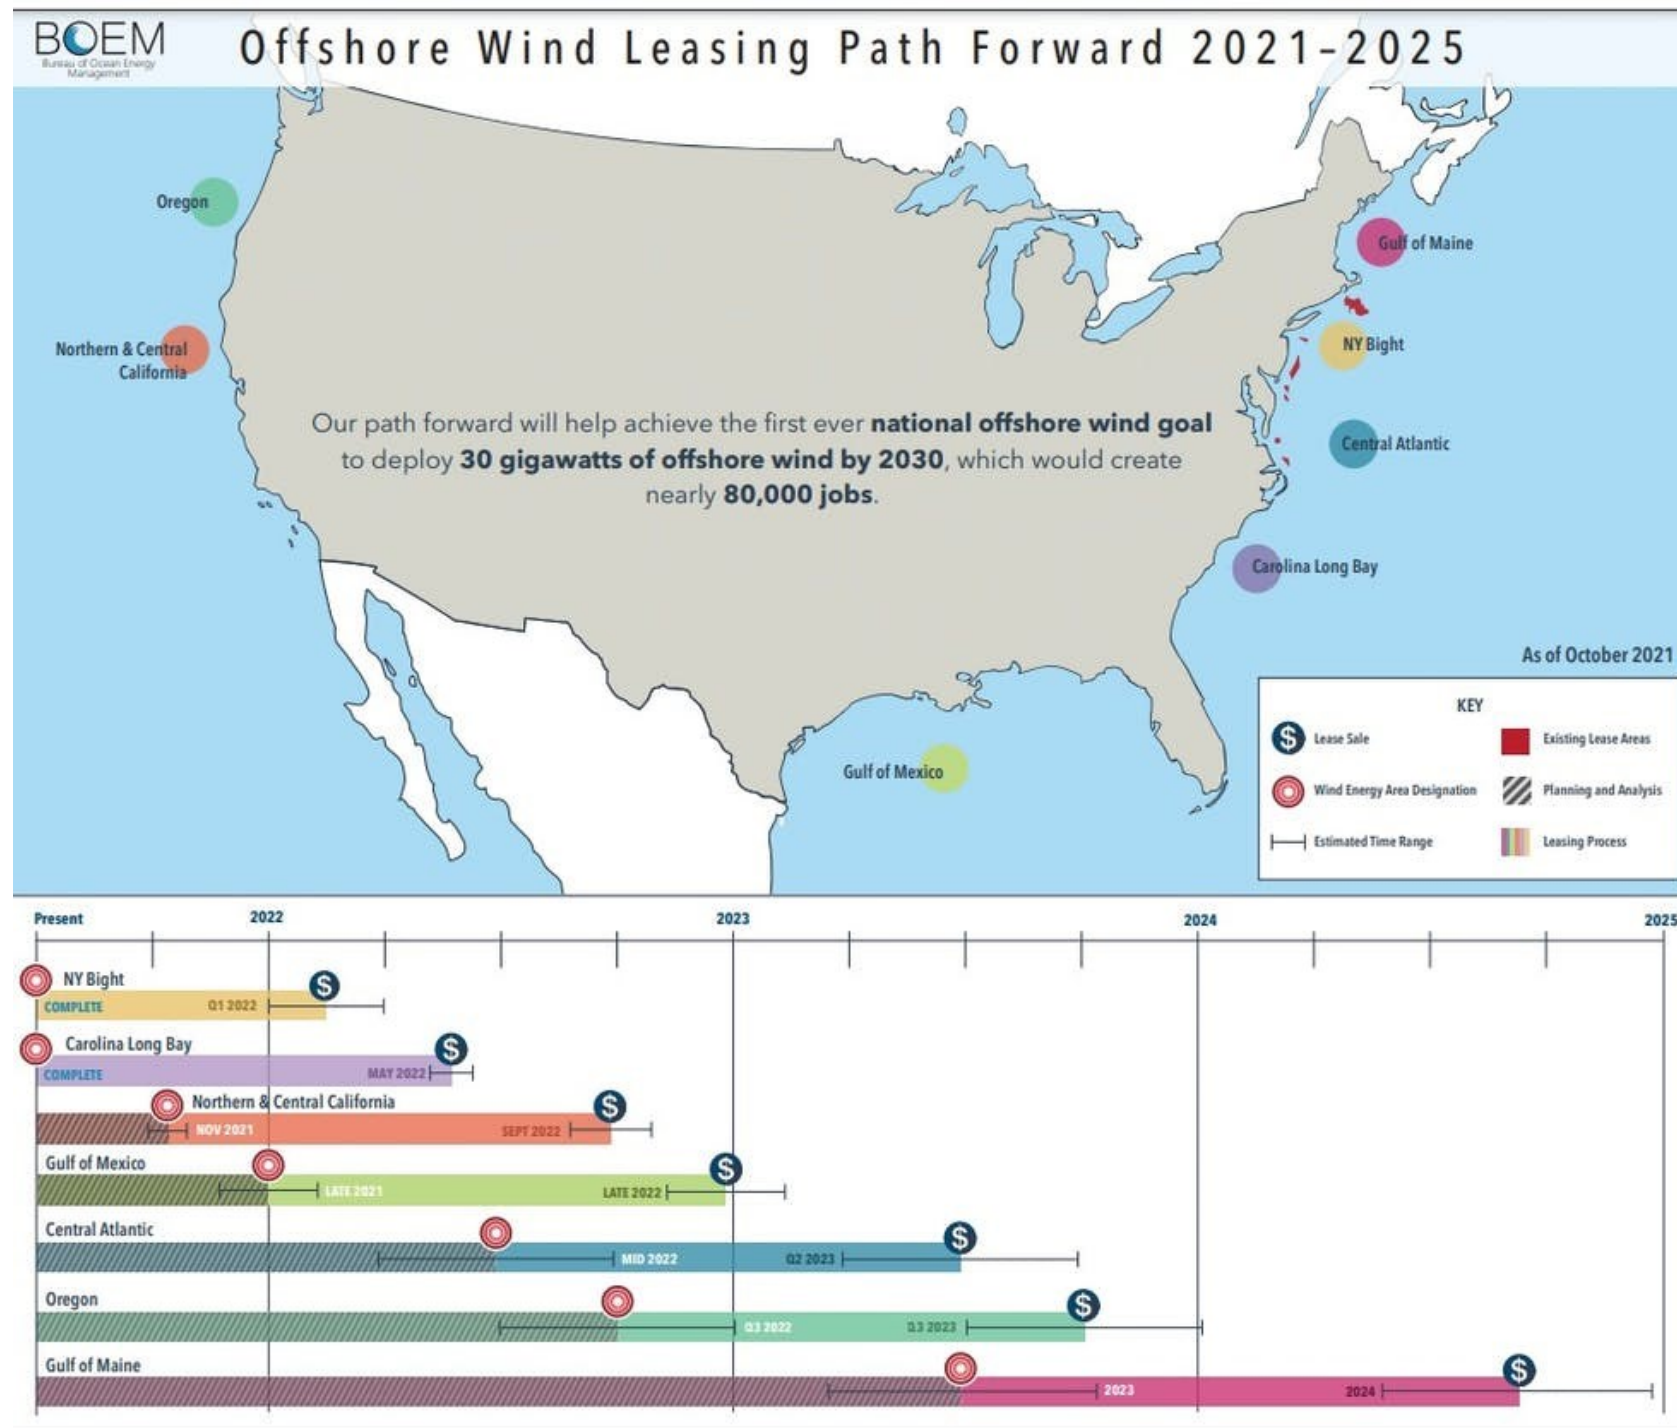 BOEM
Bureau of Ocean Energy
Management
Offshore Wind Leasing Path Forward 2021–2025
Oregon
Gulf of Maine
Northern & Central
California
NY Bight
Our path forward will help achieve the first ever national offshore wind goal
to deploy 30 gigawatts of offshore wind by 2030, which would create
nearly 80,000 jobs.
Central Atlantic
Carolina Long Bay
Gulf of Mexico
As of October 2021
KEY
$ Lease Sale
Existing Lease Areas
Wind Energy Area Designation
Planning and Analysis
Estimated Time Range
Leasing Process
Present 2022 2023 2024 2025
NY Bight $
COMPLETE Q1 2022
Carolina Long Bay $
COMPLETE MAY 2022
Northern & Central California $
NOV 2021 SEPT 2022
Gulf of Mexico $
LATE 2021 LATE 2022
Central Atlantic $
MID 2022 Q2 2023
Oregon $
Q3 2022 Q3 2023
Gulf of Maine $
2023 2024